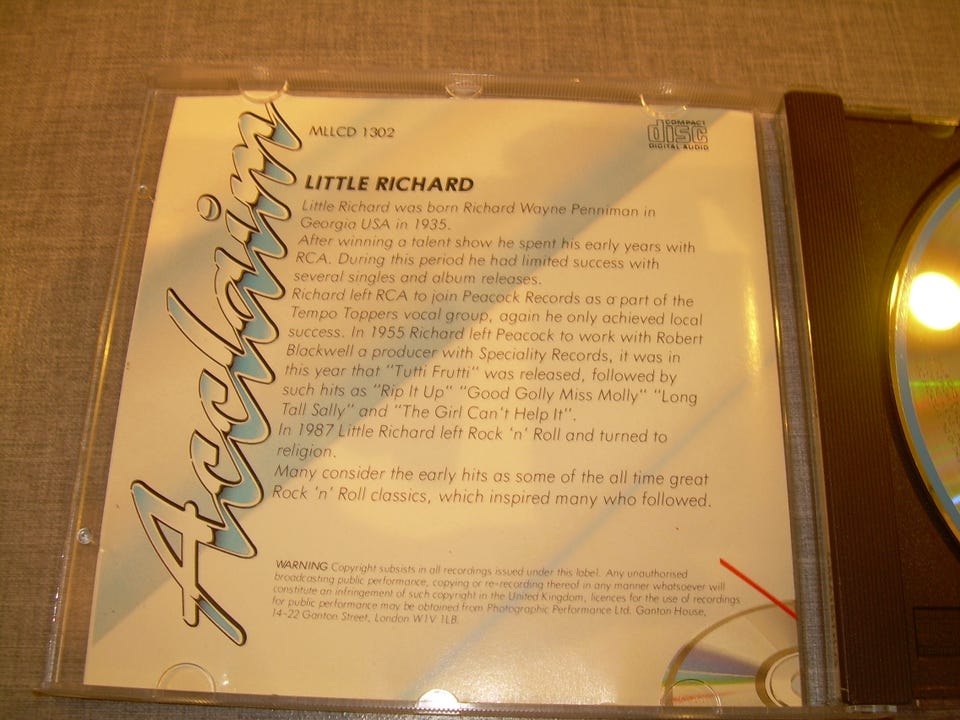 Acclaim
MLLCD 1302
COMPACT
disc
DIGITAL AUDIO
LITTLE RICHARD
Little Richard was born Richard Wayne Penniman in
Georgia USA in 1935.
After winning a talent show he spent his early years with
RCA. During this period he had limited success with
several singles and album releases.
Richard left RCA to join Peacock Records as a part of the
Tempo Toppers vocal group, again he only achieved local
success. In 1955 Richard left Peacock to work with Robert
Blackwell a producer with Speciality Records, it was in
this year that "Tutti Frutti" was released, followed by
such hits as "Rip It Up" "Good Golly Miss Molly" "Long
Tall Sally" and "The Girl Can't Help It".
In 1987 Little Richard left Rock 'n' Roll and turned to
religion.
Many consider the early hits as some of the all time great
Rock 'n' Roll classics, which inspired many who followed.
WARNING Copyright subsists in all recordings issued under this label. Any unauthorised
broadcasting public performance, copying or re-recording thereof in any manner whatsoever will
constitute an infringement of such copyright in the United Kingdom, licences for the use of recordings
for public performance may be obtained from Photographic Performance Ltd. Ganton House,
14-22 Ganton Street, London W1V 1LB.